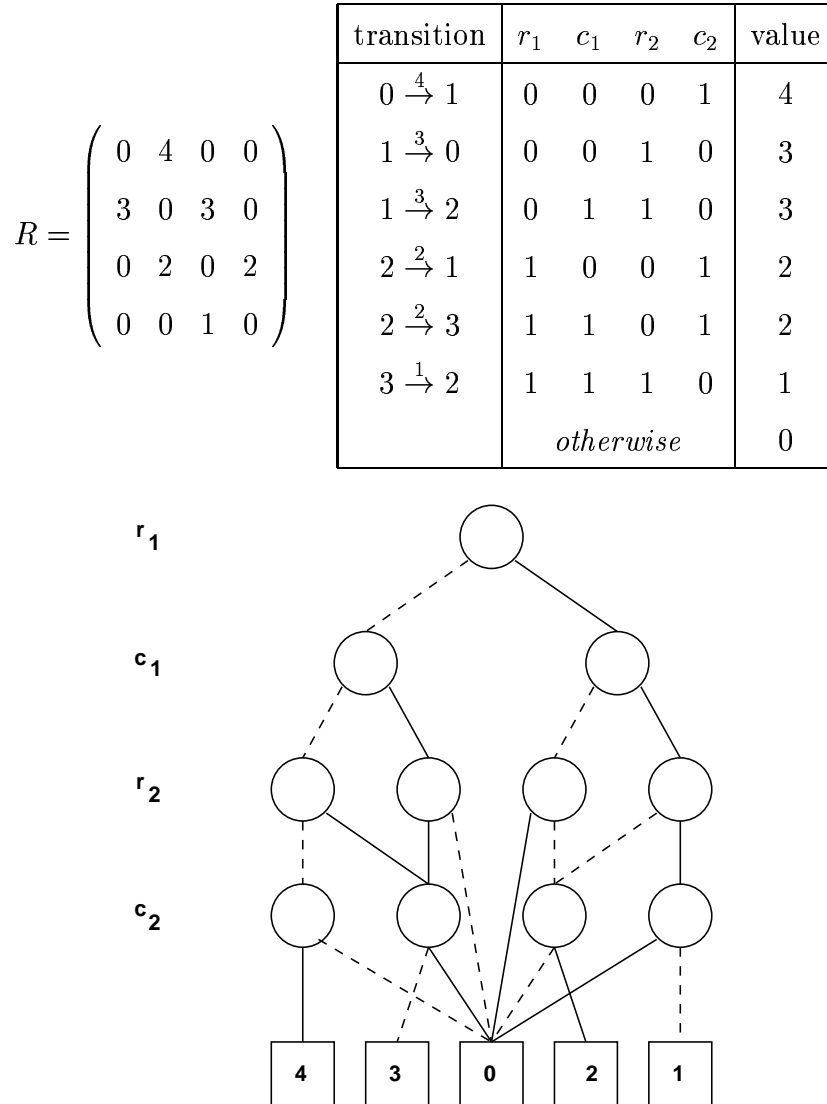 transition r₁ c₁ r₂ c₂ value
0 →⁴ 1 0 0 0 1 4
1 →³ 0 0 0 1 0 3
1 →³ 2 0 1 1 0 3
2 →² 1 1 0 0 1 2
2 →² 3 1 1 0 1 2
3 →¹ 2 1 1 1 0 1
otherwise 0
R =
0 4 0 0
3 0 3 0
0 2 0 2
0 0 1 0
r₁
c₁
r₂
c₂
4 3 0 2 1